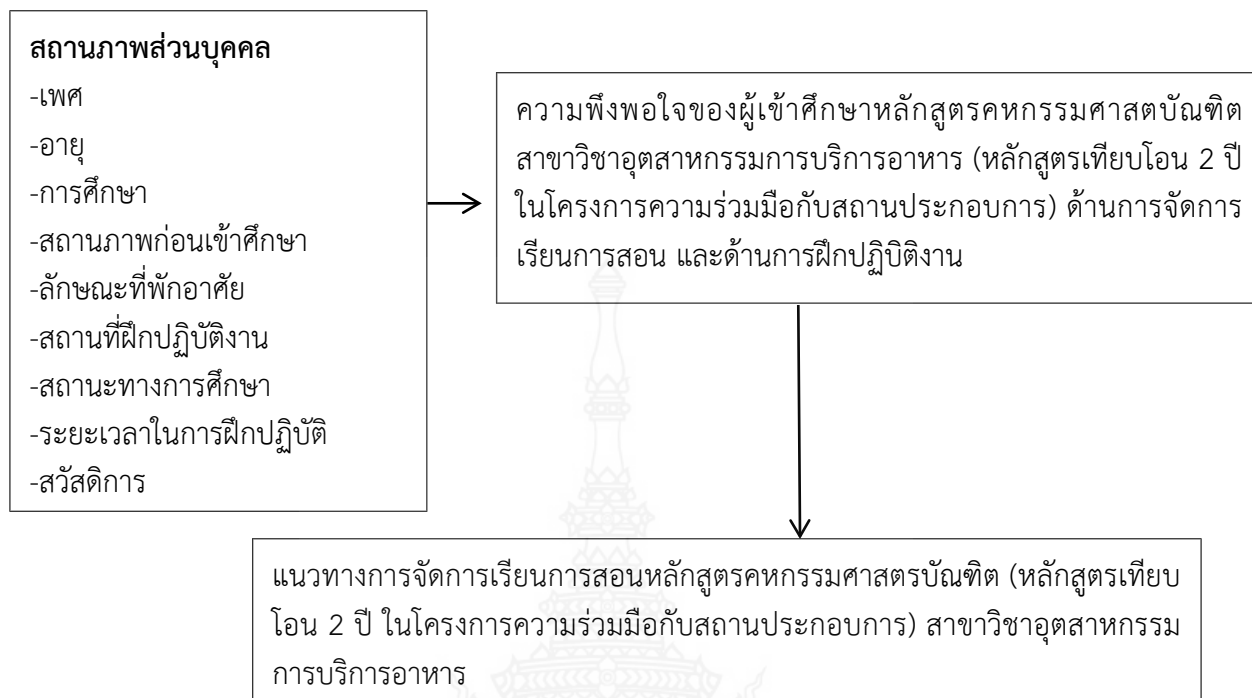 สถานภาพส่วนบุคคล
-เพศ
-อายุ
-การศึกษา
-สถานภาพก่อนเข้าศึกษา
-ลักษณะที่พักอาศัย
-สถานที่ฝึกปฏิบัติงาน
-สถานะทางการศึกษา
-ระยะเวลาในการฝึกปฏิบัติ
-สวัสดิการ
ความพึงพอใจของผู้เข้าศึกษาหลักสูตรคหกรรมศาสตบัณฑิต
สาขาวิชาอุตสาหกรรมการบริการอาหาร (หลักสูตรเทียบโอน 2 ปี
ในโครงการความร่วมมือกับสถานประกอบการ) ด้านการจัดการ
เรียนการสอน และด้านการฝึกปฏิบิติงาน
แนวทางการจัดการเรียนการสอนหลักสูตรคหกรรมศาสตรบัณฑิต (หลักสูตรเทียบ
โอน 2 ปี ในโครงการความร่วมมือกับสถานประกอบการ) สาขาวิชาอุตสาหกรรม
การบริการอาหาร